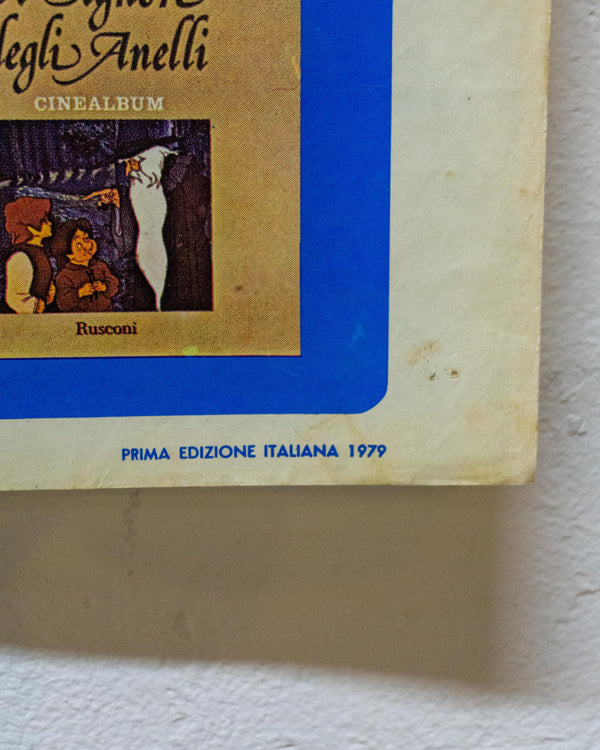 degli Anelli
CINEALBUM
Rusconi
PRIMA EDIZIONE ITALIANA 1979